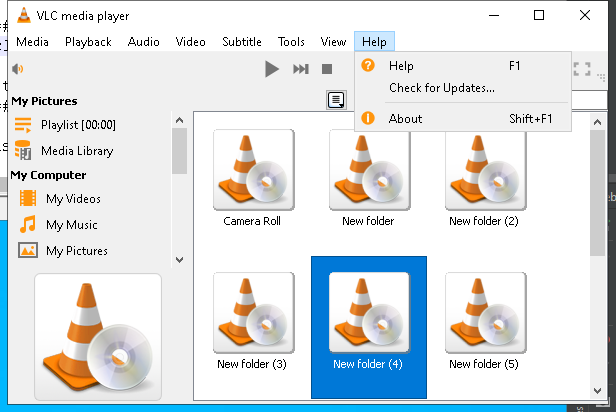 VLC media player
Media Playback Audio Video Subtitle Tools View Help
Help F1
Check for Updates...
About Shift+F1
My Pictures
Playlist [00:00]
Media Library
My Computer
My Videos
My Music
My Pictures
Camera Roll New folder New folder (2)
New folder (3) New folder (4) New folder (5)